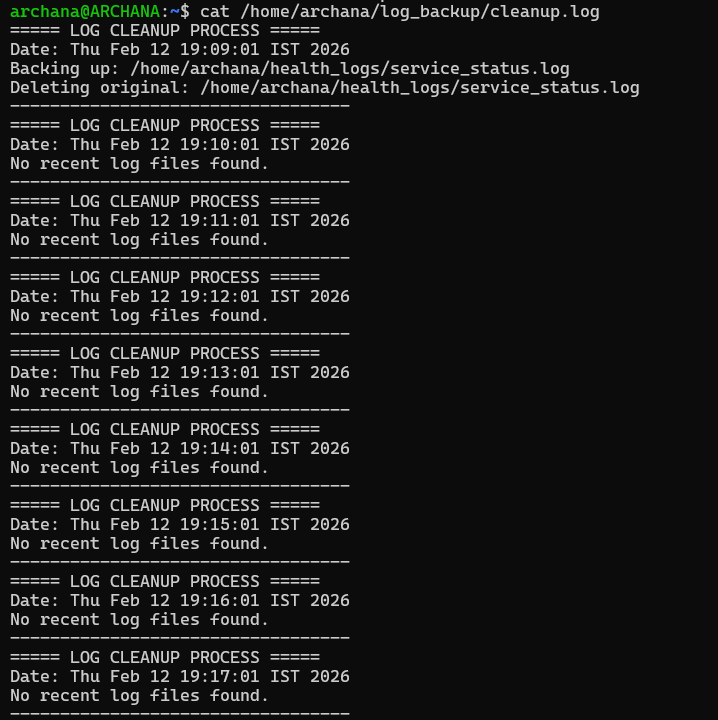 archana@ARCHANA:~$ cat /home/archana/log_backup/cleanup.log
===== LOG CLEANUP PROCESS =====
Date: Thu Feb 12 19:09:01 IST 2026
Backing up: /home/archana/health_logs/service_status.log
Deleting original: /home/archana/health_logs/service_status.log
----------------------------------
===== LOG CLEANUP PROCESS =====
Date: Thu Feb 12 19:10:01 IST 2026
No recent log files found.
----------------------------------
===== LOG CLEANUP PROCESS =====
Date: Thu Feb 12 19:11:01 IST 2026
No recent log files found.
----------------------------------
===== LOG CLEANUP PROCESS =====
Date: Thu Feb 12 19:12:01 IST 2026
No recent log files found.
----------------------------------
===== LOG CLEANUP PROCESS =====
Date: Thu Feb 12 19:13:01 IST 2026
No recent log files found.
----------------------------------
===== LOG CLEANUP PROCESS =====
Date: Thu Feb 12 19:14:01 IST 2026
No recent log files found.
----------------------------------
===== LOG CLEANUP PROCESS =====
Date: Thu Feb 12 19:15:01 IST 2026
No recent log files found.
----------------------------------
===== LOG CLEANUP PROCESS =====
Date: Thu Feb 12 19:16:01 IST 2026
No recent log files found.
----------------------------------
===== LOG CLEANUP PROCESS =====
Date: Thu Feb 12 19:17:01 IST 2026
No recent log files found.
----------------------------------